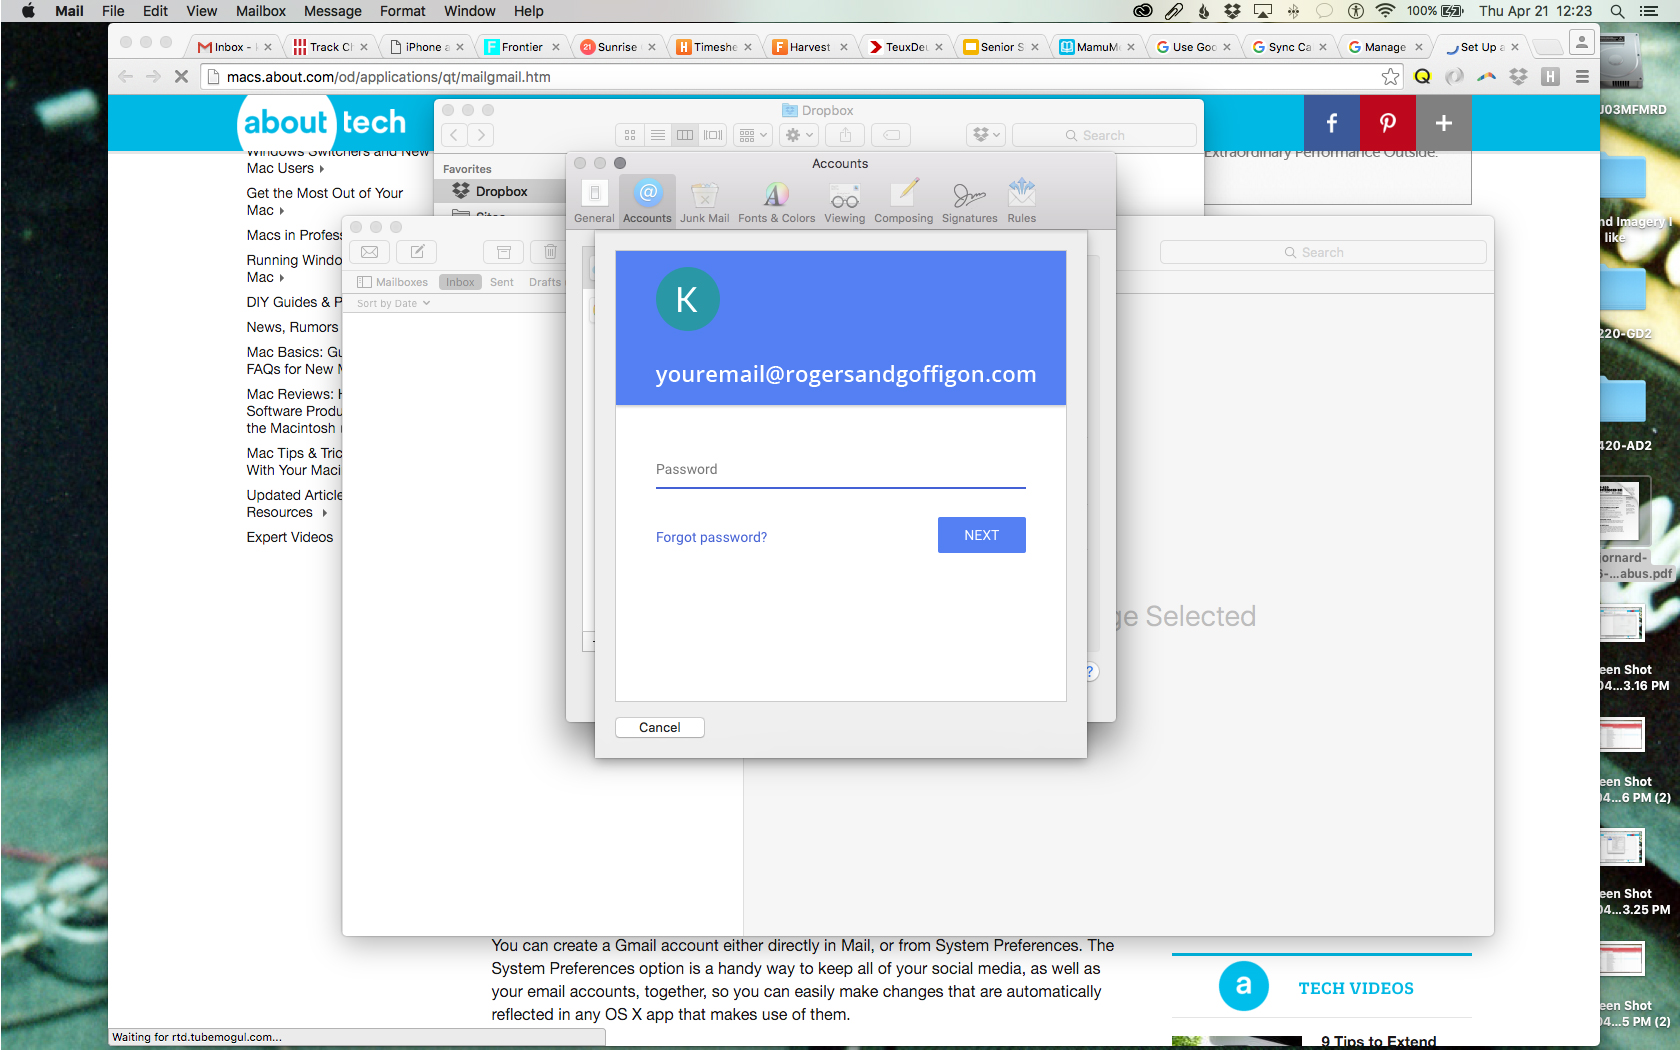 Mail File Edit View Mailbox Message Format Window Help 100% Thu Apr 21 12:23
Inbox - Track Cl iPhone a Frontier Sunrise Timeshe Harvest TeuxDeu Senior S MamuM Use Goo Sync Ca Manage Set Up a
macs.about.com/od/applications/qt/mailgmail.htm
about tech
Dropbox
Search
Favorites
Dropbox
Extraordinary Performance Outside.
Accounts
General Accounts Junk Mail Fonts & Colors Viewing Composing Signatures Rules
Windows Switchers and New
Mac Users
Get the Most Out of Your
Mac
Macs in Profess
Running Windo
Mac
DIY Guides & P
News, Rumors
Mac Basics: Gu
FAQs for New M
Mac Reviews: H
Software Produ
the Macintosh
Mac Tips & Tric
With Your Maci
Updated Article
Resources
Expert Videos
Search
Mailboxes Inbox Sent Drafts
Sort by Date
K
youremail@rogersandgoffigon.com
Password
Forgot password?
NEXT
Cancel
?
ge Selected
You can create a Gmail account either directly in Mail, or from System Preferences. The
System Preferences option is a handy way to keep all of your social media, as well as
your email accounts, together, so you can easily make changes that are automatically
reflected in any OS X app that makes use of them.
a TECH VIDEOS
9 Tips to Extend
Waiting for rtd.tubemogul.com...
J03MFMRD
nd Imagery I
like
220-GD2
420-AD2
ornard-
6-...abus.pdf
een Shot
04...3.16 PM
een Shot
04...6 PM (2)
een Shot
04...3.25 PM
een Shot
04...5 PM (2)